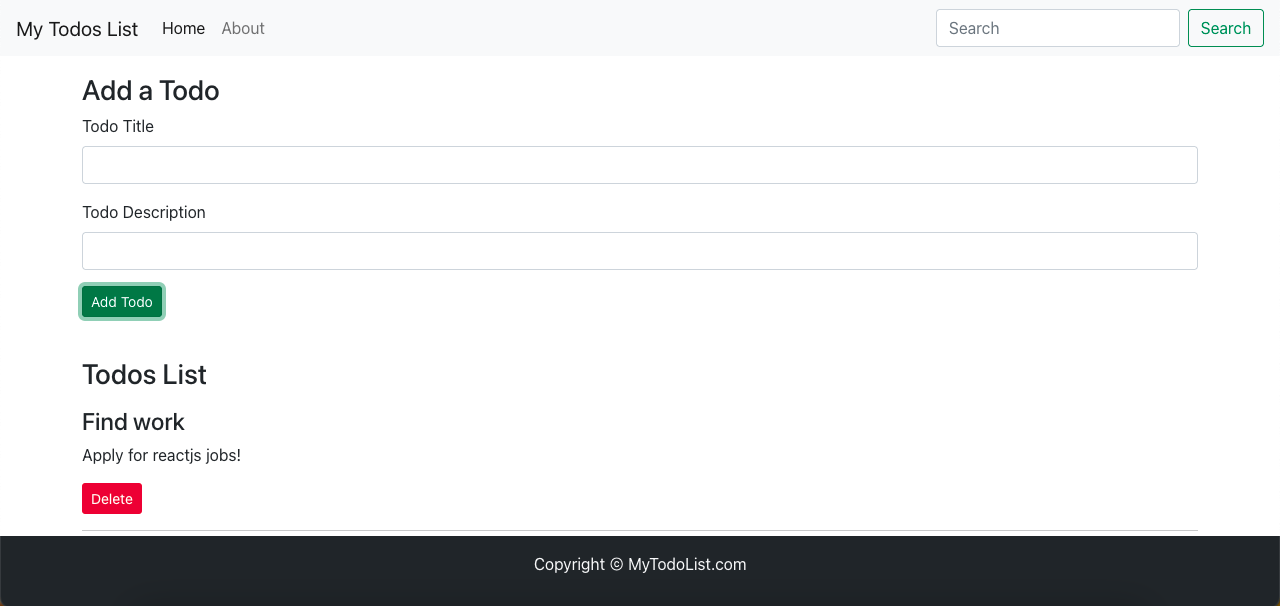 My Todos List Home About Search Search
Add a Todo
Todo Title
Todo Description
Add Todo
Todos List
Find work
Apply for reactjs jobs!
Delete
Copyright © MyTodoList.com